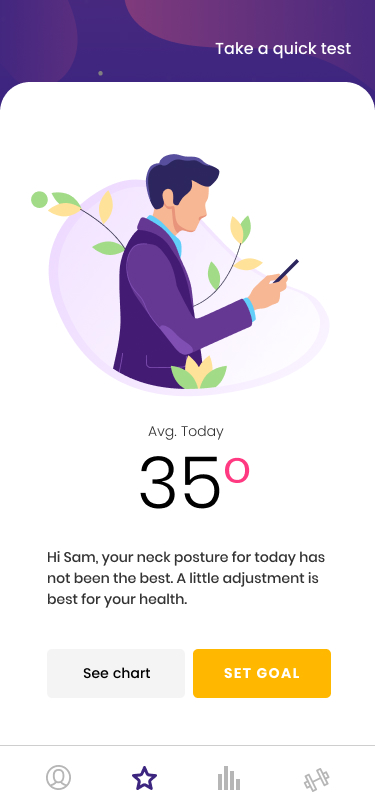 Take a quick test
Avg. Today
35°
Hi Sam, your neck posture for today has
not been the best. A little adjustment is
best for your health.
See chart
SET GOAL